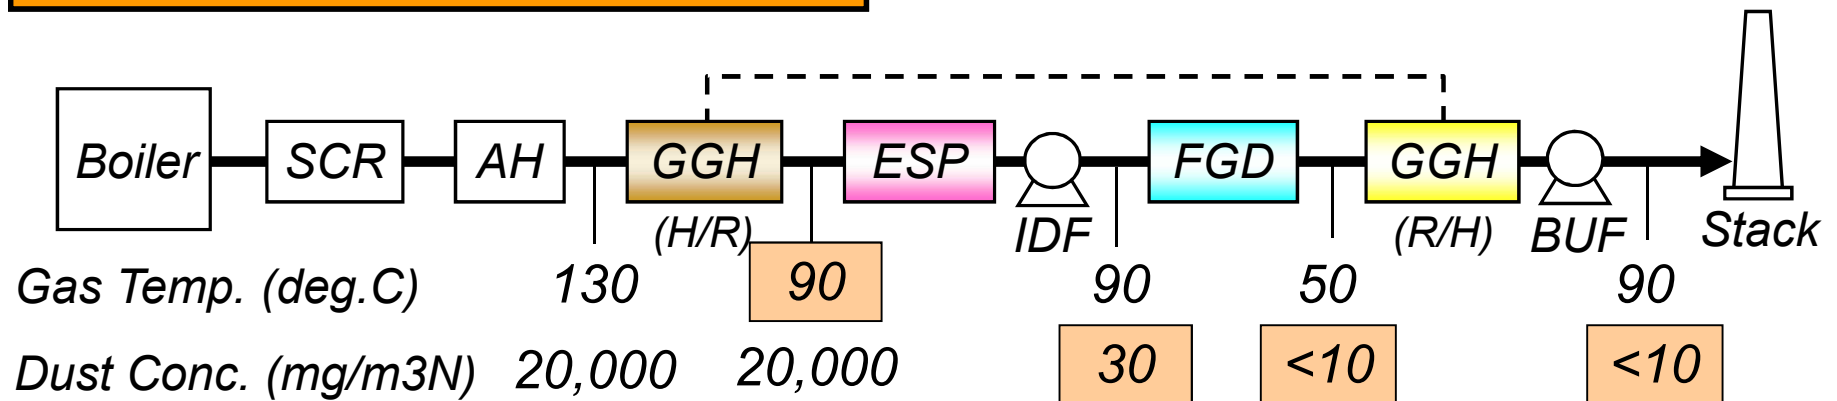 Boiler SCR AH GGH ESP FGD GGH
(H/R) IDF (R/H) BUF Stack
Gas Temp. (deg.C) 130 90 90 50 90
Dust Conc. (mg/m3N) 20,000 20,000 30 <10 <10